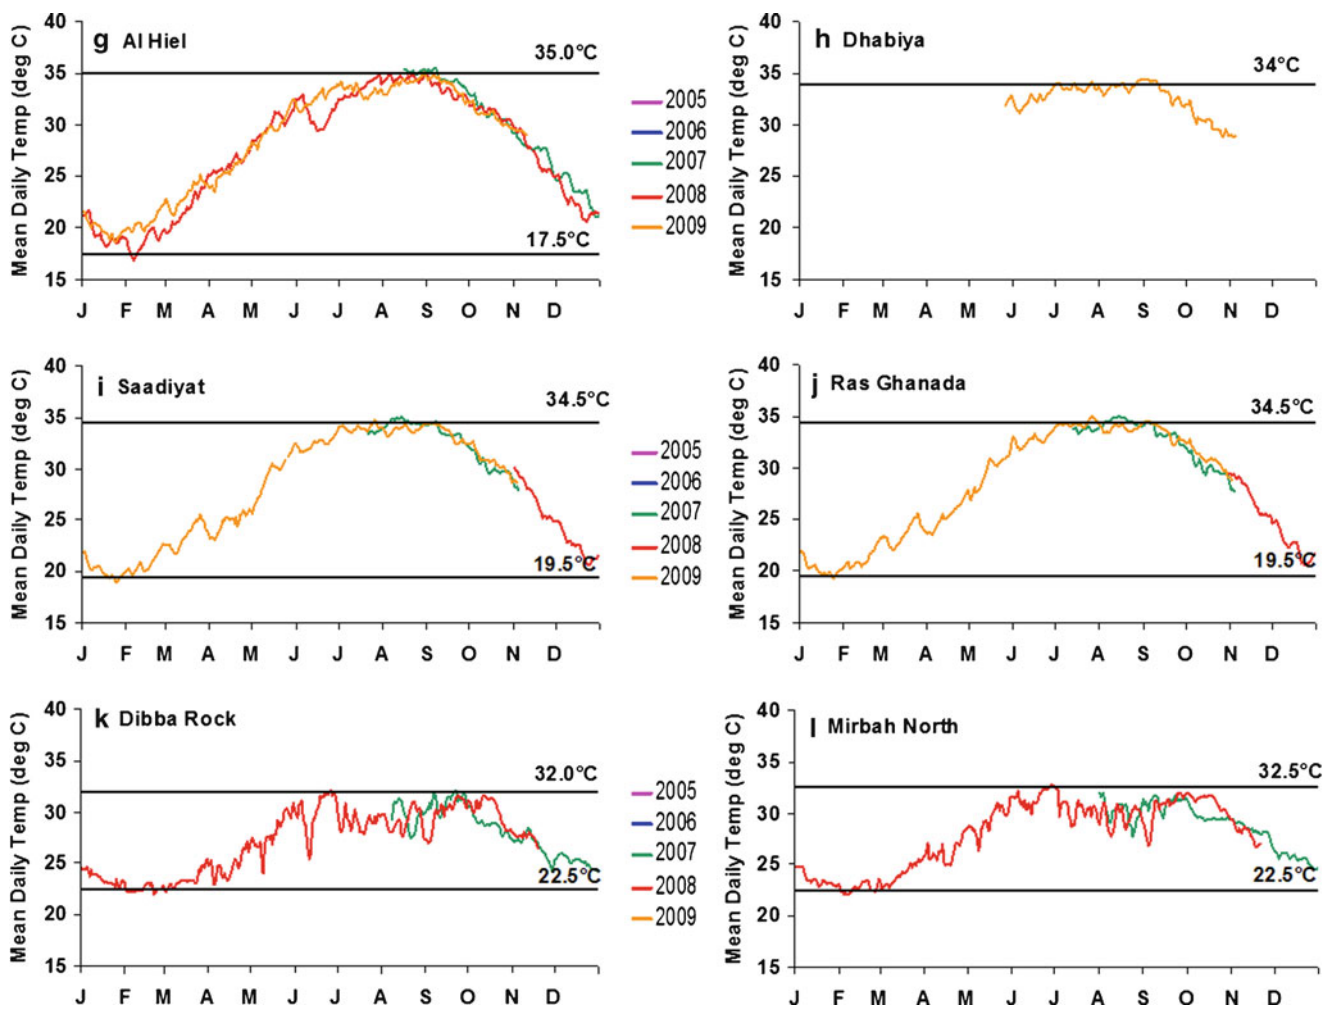 g Al Hiel
35.0°C
17.5°C
Mean Daily Temp (deg C)
40
35
30
25
20
15
J F M A M J J A S O N D
2005
2006
2007
2008
2009
h Dhabiya
34°C
Mean Daily Temp (deg C)
40
35
30
25
20
15
J F M A M J J A S O N D
i Saadiyat
34.5°C
19.5°C
Mean Daily Temp (deg C)
40
35
30
25
20
15
J F M A M J J A S O N D
2005
2006
2007
2008
2009
j Ras Ghanada
34.5°C
19.5°C
Mean Daily Temp (deg C)
40
35
30
25
20
15
J F M A M J J A S O N D
k Dibba Rock
32.0°C
22.5°C
Mean Daily Temp (deg C)
40
35
30
25
20
15
J F M A M J J A S O N D
2005
2006
2007
2008
2009
l Mirbah North
32.5°C
22.5°C
Mean Daily Temp (deg C)
40
35
30
25
20
15
J F M A M J J A S O N D